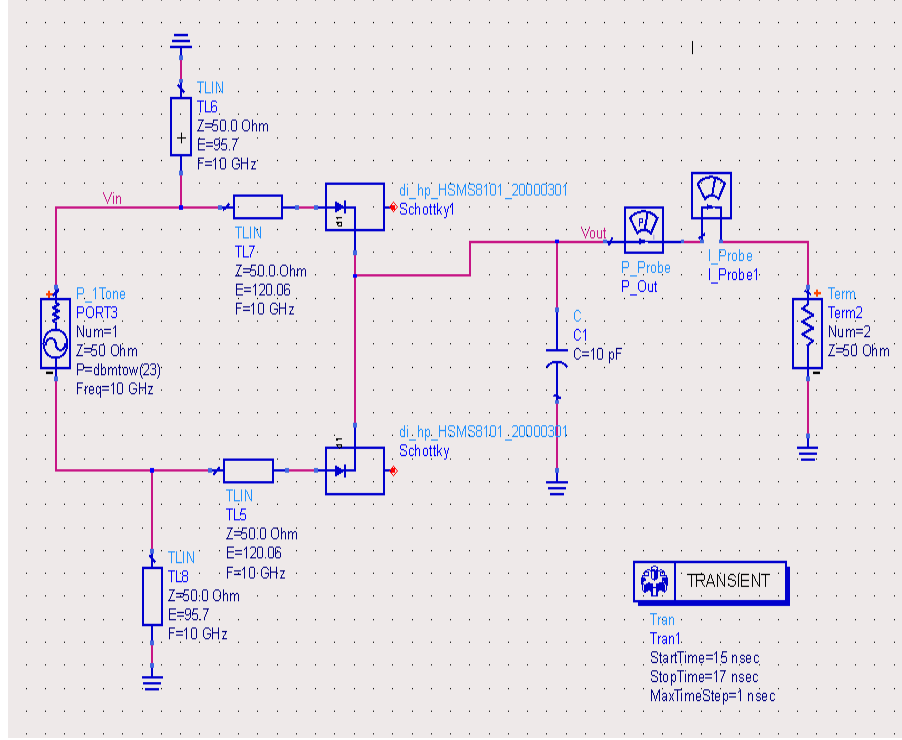 TLIN
TL6
Z=50.0 Ohm
E=95.7
F=10 GHz
Vin
di_hp_HSMS8101_20000301
Schottky1
d1
TLIN
TL7
Z=50.0 Ohm
E=120.06
F=10 GHz
Vout
P
P_Probe
P_Out
I_Probe
I_Probe1
P_1Tone
PORT3
Num=1
Z=50 Ohm
P=dbmtow(23)
Freq=10 GHz
C
C1
C=10 pF
Term
Term2
Num=2
Z=50 Ohm
di_hp_HSMS8101_20000301
Schottky
d1
TLIN
TL5
Z=50.0 Ohm
E=120.06
F=10 GHz
TLIN
TL8
Z=50.0 Ohm
E=95.7
F=10 GHz
TRANSIENT
Tran
Tran1
StartTime=15 nsec
StopTime=17 nsec
MaxTimeStep=1 nsec